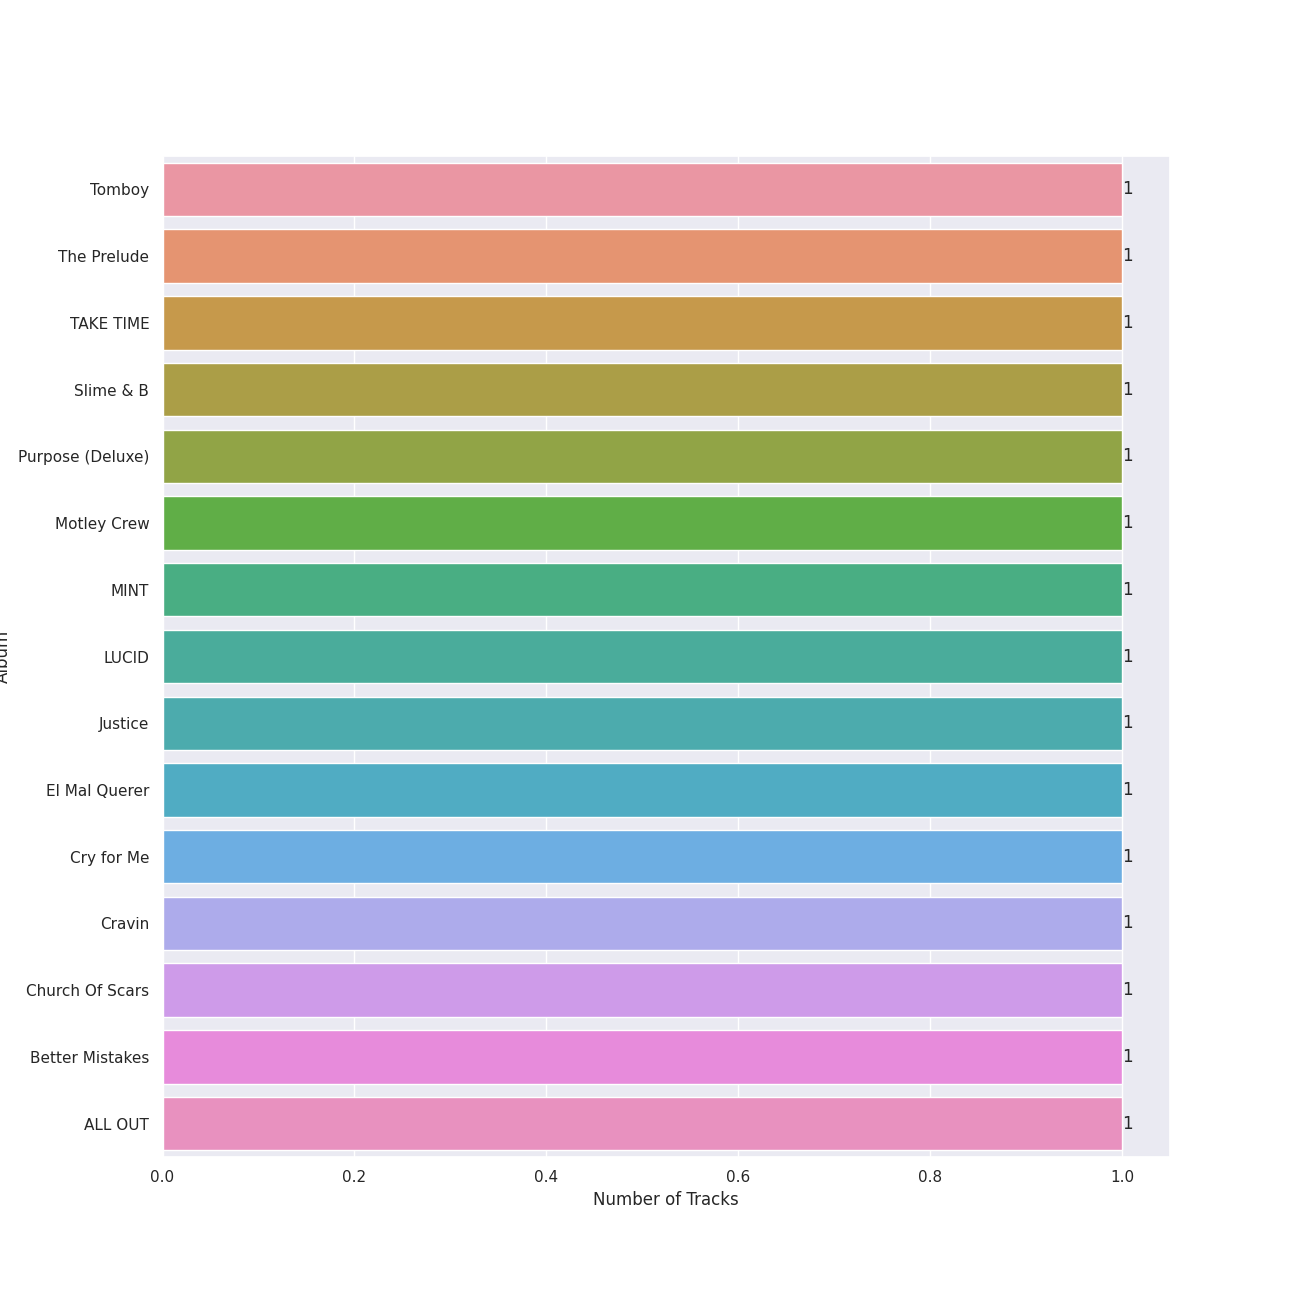 Tomboy 1
The Prelude 1
TAKE TIME 1
Slime & B 1
Purpose (Deluxe) 1
Motley Crew 1
MINT 1
LUCID 1
Justice 1
El Mal Querer 1
Cry for Me 1
Cravin 1
Church Of Scars 1
Better Mistakes 1
ALL OUT 1
Album
0.0 0.2 0.4 0.6 0.8 1.0
Number of Tracks